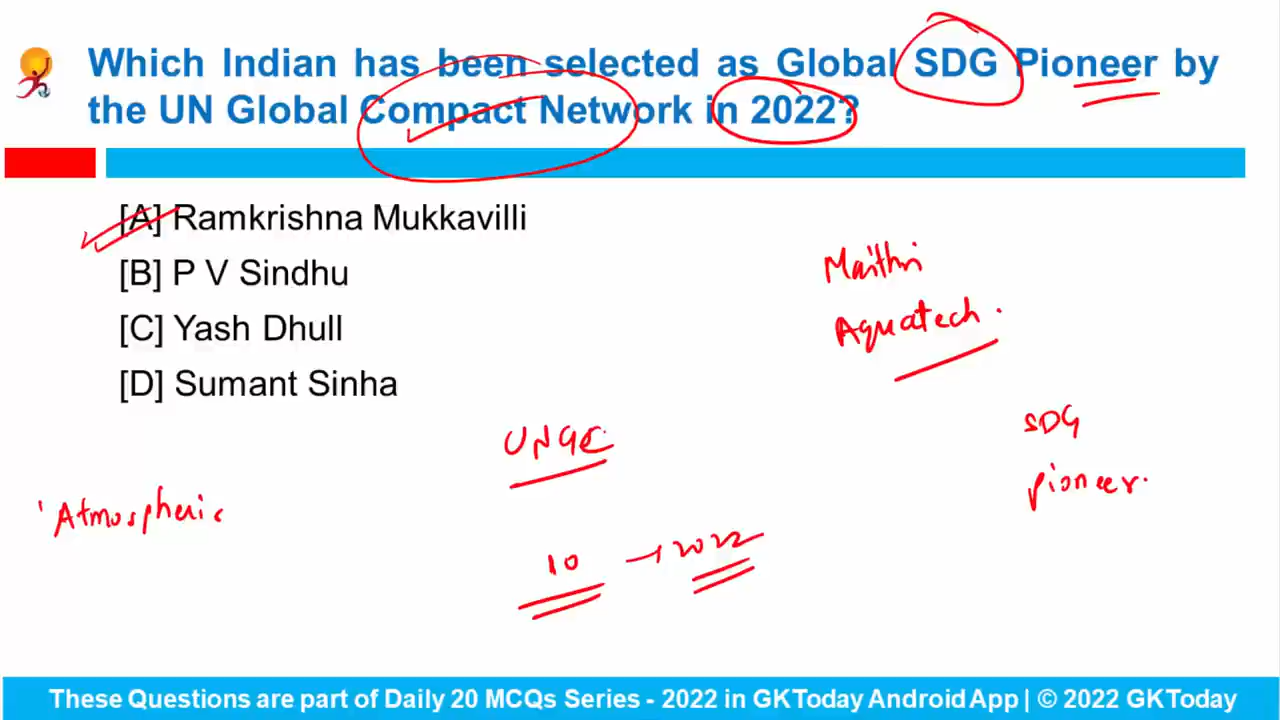 Which Indian has been selected as Global SDG Pioneer by
the UN Global Compact Network in 2022?
[A] Ramkrishna Mukkavilli
[B] P V Sindhu
[C] Yash Dhull
[D] Sumant Sinha
Maithri
Aquatech.
UNGC
SDG
pioneer.
'Atmospheric
10 → 2022
These Questions are part of Daily 20 MCQs Series - 2022 in GKToday Android App | © 2022 GKToday